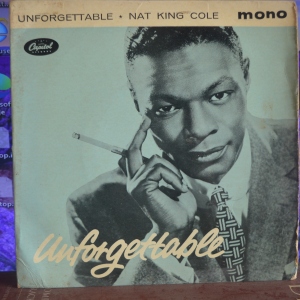 UNFORGETTABLE • NAT KING COLE mono
Capitol
Unforgettable